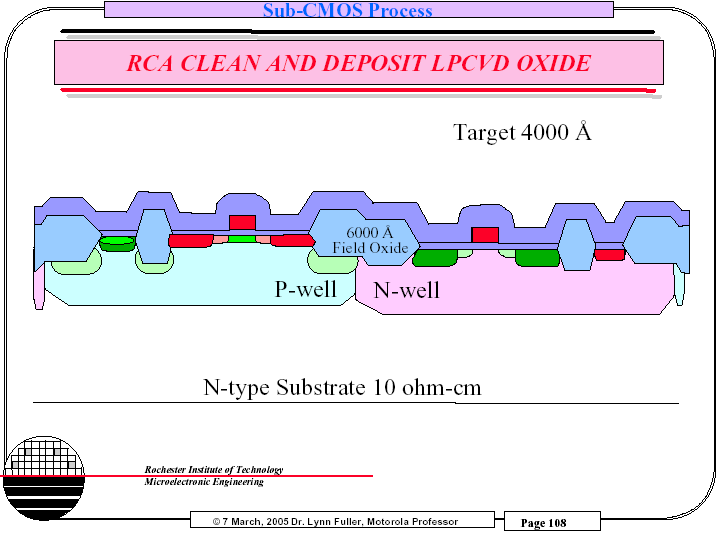 Sub-CMOS Process
RCA CLEAN AND DEPOSIT LPCVD OXIDE
Target 4000 Å
6000 Å
Field Oxide
P-well
N-well
N-type Substrate 10 ohm-cm
Rochester Institute of Technology
Microelectronic Engineering
© 7 March, 2005 Dr. Lynn Fuller, Motorola Professor
Page 108